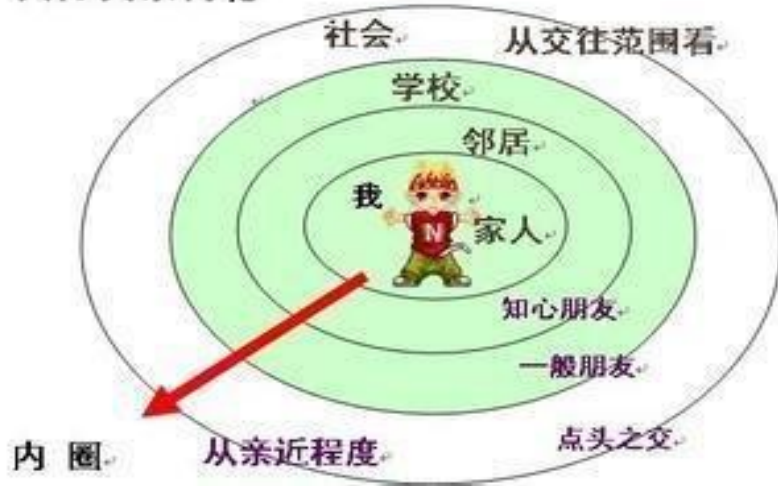 社会
从交往范围看
学校
邻居
我
家人
N
知心朋友
一般朋友
点头之交
内 圈
从亲近程度